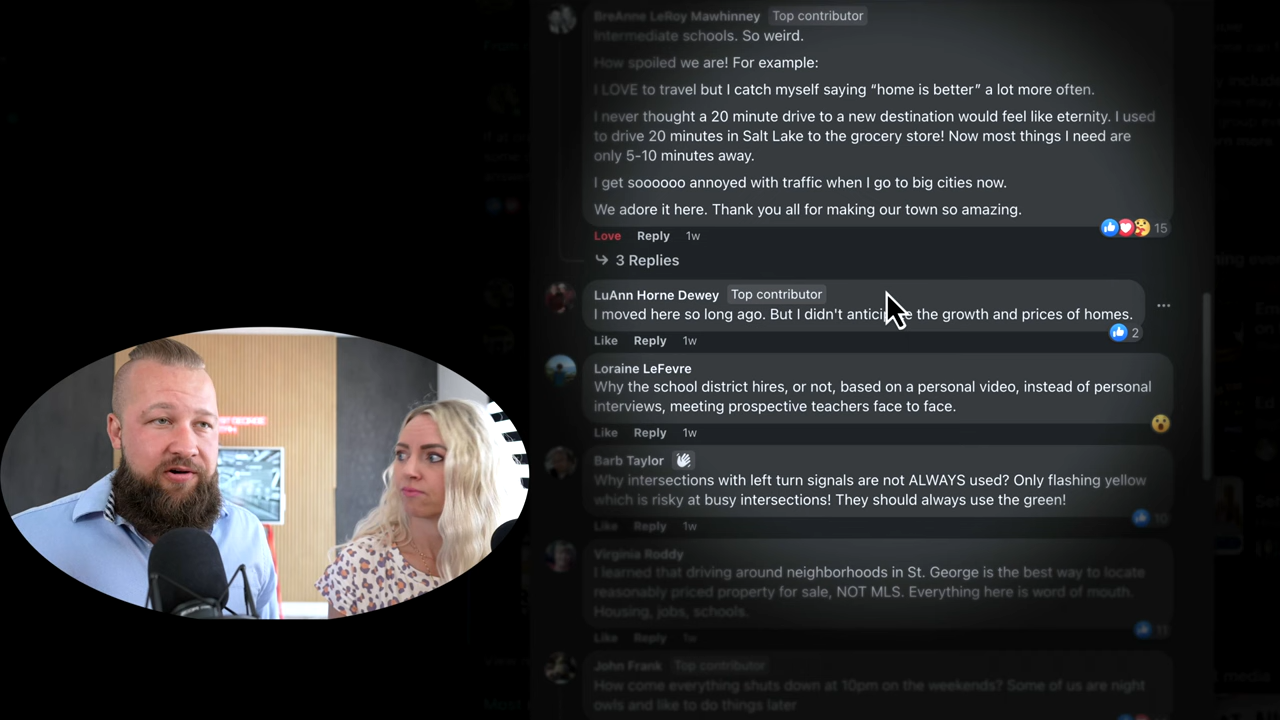 BreAnne LeRoy Mawhinney Top contributor
Intermediate schools. So weird.
How spoiled we are! For example:
I LOVE to travel but I catch myself saying “home is better” a lot more often.
I never thought a 20 minute drive to a new destination would feel like eternity. I used
to drive 20 minutes in Salt Lake to the grocery store! Now most things I need are
only 5-10 minutes away.
I get soooooo annoyed with traffic when I go to big cities now.
We adore it here. Thank you all for making our town so amazing.
15
Love Reply 1w
3 Replies
LuAnn Horne Dewey Top contributor
I moved here so long ago. But I didn't the growth and prices of homes.
2
Like Reply 1w
Loraine LeFevre
Why the school district hires, or not, based on a personal video, instead of personal
interviews, meeting prospective teachers face to face.
Like Reply 1w
Barb Taylor
Why intersections with left turn signals are not ALWAYS used? Only flashing yellow
which is risky at busy intersections! They should always use the green!
Like Reply 1w
10
Virginia Roddy
I learned that driving around neighborhoods in St. George is the best way to locate
reasonably priced property for sale, NOT MLS. Everything here is word of mouth.
Housing, jobs, schools.
Like Reply 1w
11
John Frank Top contributor
How come everything shuts down at 10pm on the weekends? Some of us are night
owls and like to do things later